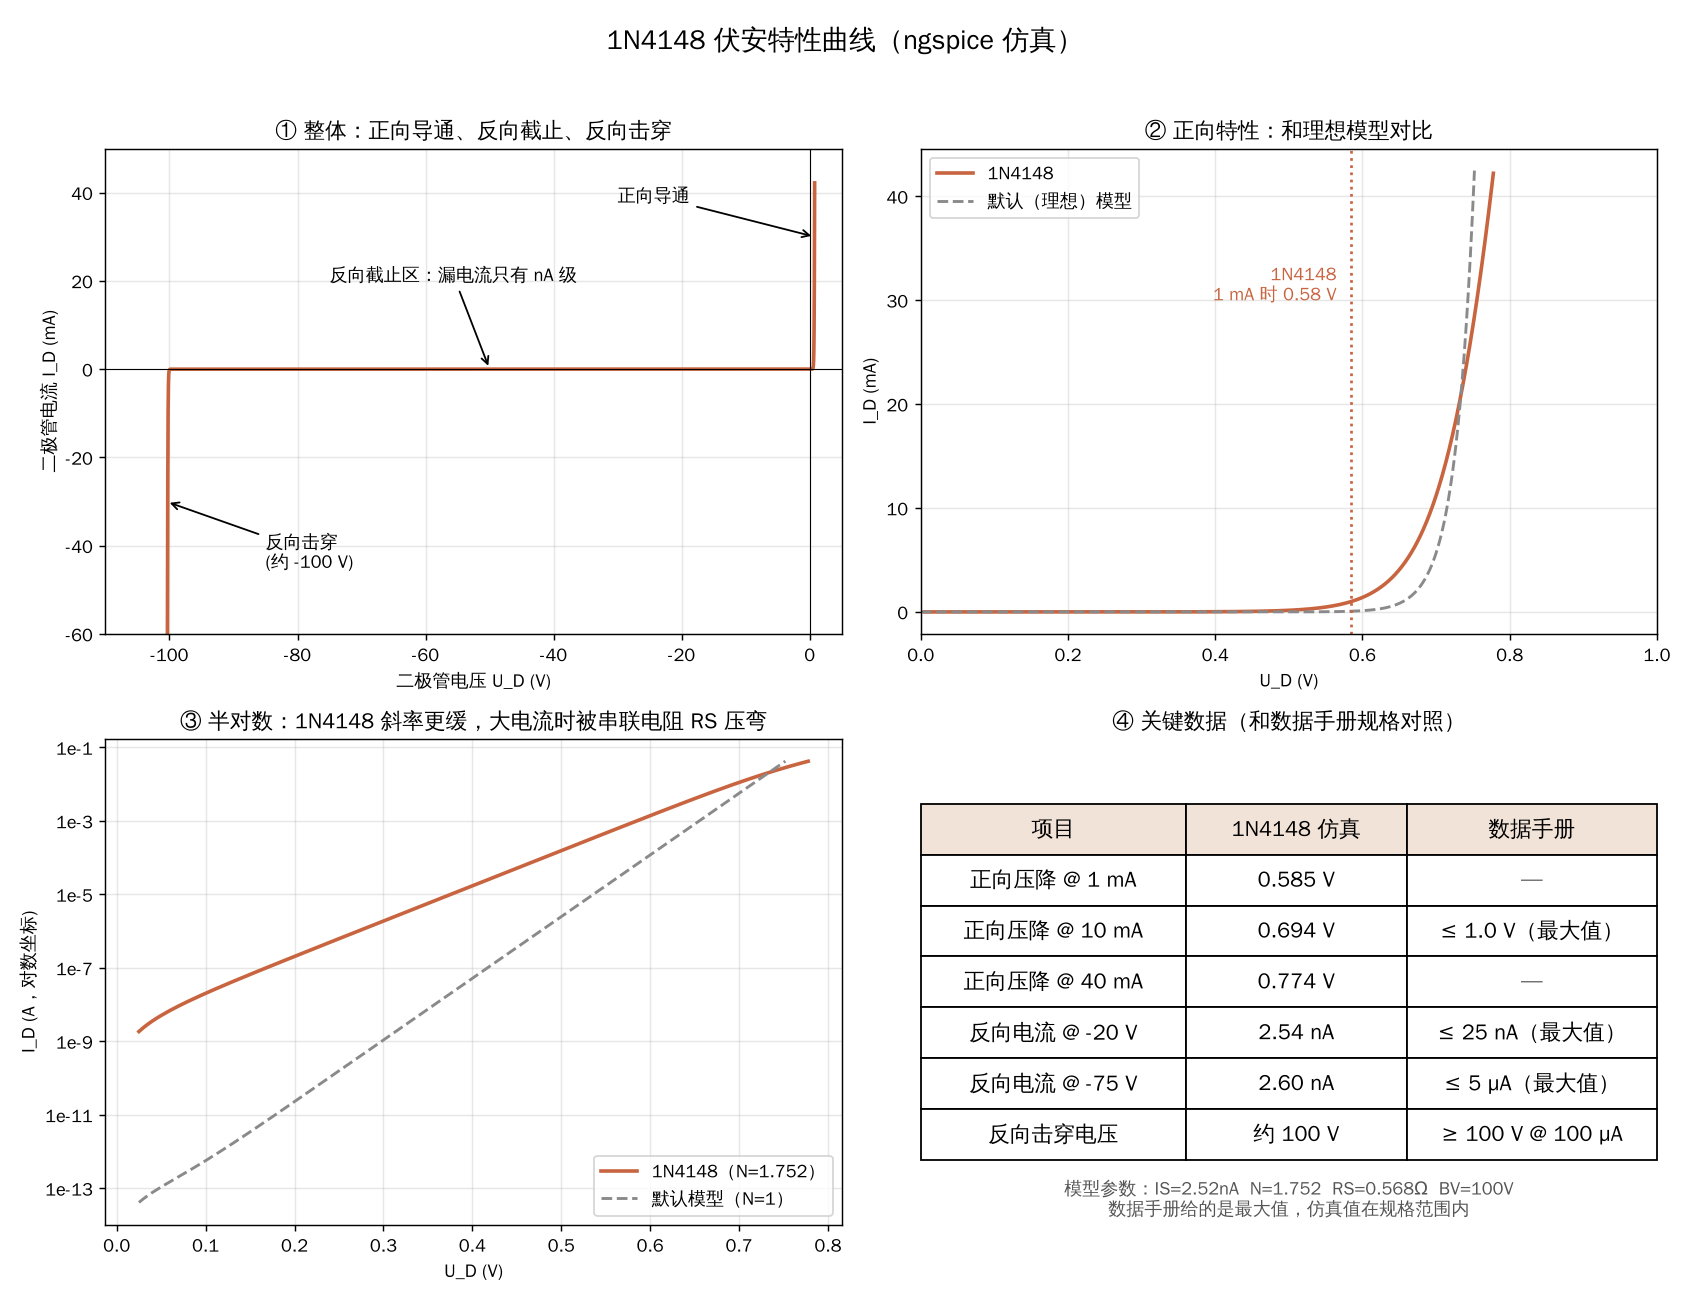 1N4148 伏安特性曲线（ngspice 仿真）
① 整体：正向导通、反向截止、反向击穿
二极管电流 I_D (mA)
40
20
0
-20
-40
-60
正向导通
反向截止区：漏电流只有 nA 级
反向击穿
(约 -100 V)
-100
-80
-60
-40
-20
0
二极管电压 U_D (V)
② 正向特性：和理想模型对比
I_D (mA)
40
30
20
10
0
1N4148
默认（理想）模型
1N4148
1 mA 时 0.58 V
0.0
0.2
0.4
0.6
0.8
1.0
U_D (V)
③ 半对数：1N4148 斜率更缓，大电流时被串联电阻 RS 压弯
I_D (A，对数坐标)
1e-1
1e-3
1e-5
1e-7
1e-9
1e-11
1e-13
1N4148（N=1.752）
默认模型（N=1）
0.0
0.1
0.2
0.3
0.4
0.5
0.6
0.7
0.8
U_D (V)
④ 关键数据（和数据手册规格对照）
项目 1N4148 仿真 数据手册
正向压降 @ 1 mA 0.585 V —
正向压降 @ 10 mA 0.694 V ≤ 1.0 V（最大值）
正向压降 @ 40 mA 0.774 V —
反向电流 @ -20 V 2.54 nA ≤ 25 nA（最大值）
反向电流 @ -75 V 2.60 nA ≤ 5 µA（最大值）
反向击穿电压 约 100 V ≥ 100 V @ 100 µA
模型参数：IS=2.52nA N=1.752 RS=0.568Ω BV=100V
数据手册给的是最大值，仿真值在规格范围内